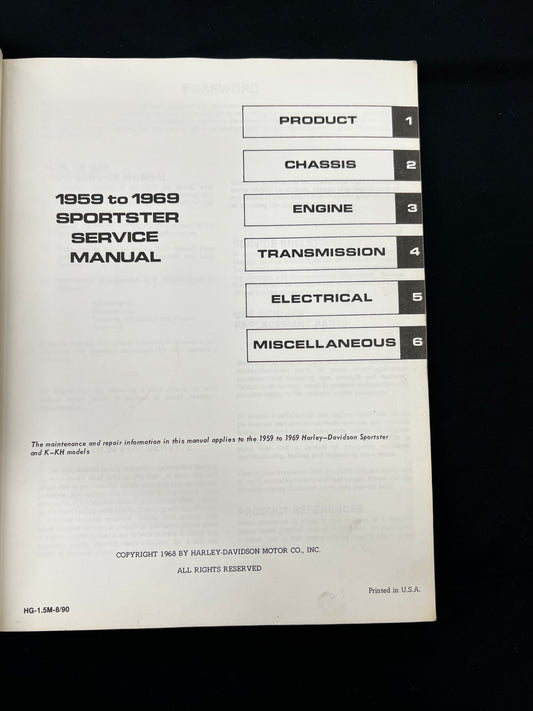 PRODUCT 1
CHASSIS 2
1959 to 1969
SPORTSTER
SERVICE
MANUAL
ENGINE 3
TRANSMISSION 4
ELECTRICAL 5
MISCELLANEOUS 6
The maintenance and repair information in this manual applies to the 1959 to 1969 Harley–Davidson Sportster
and K–KH models
COPYRIGHT 1968 BY HARLEY-DAVIDSON MOTOR CO., INC.
ALL RIGHTS RESERVED
Printed in U.S.A.
HG-1.5M-8/90